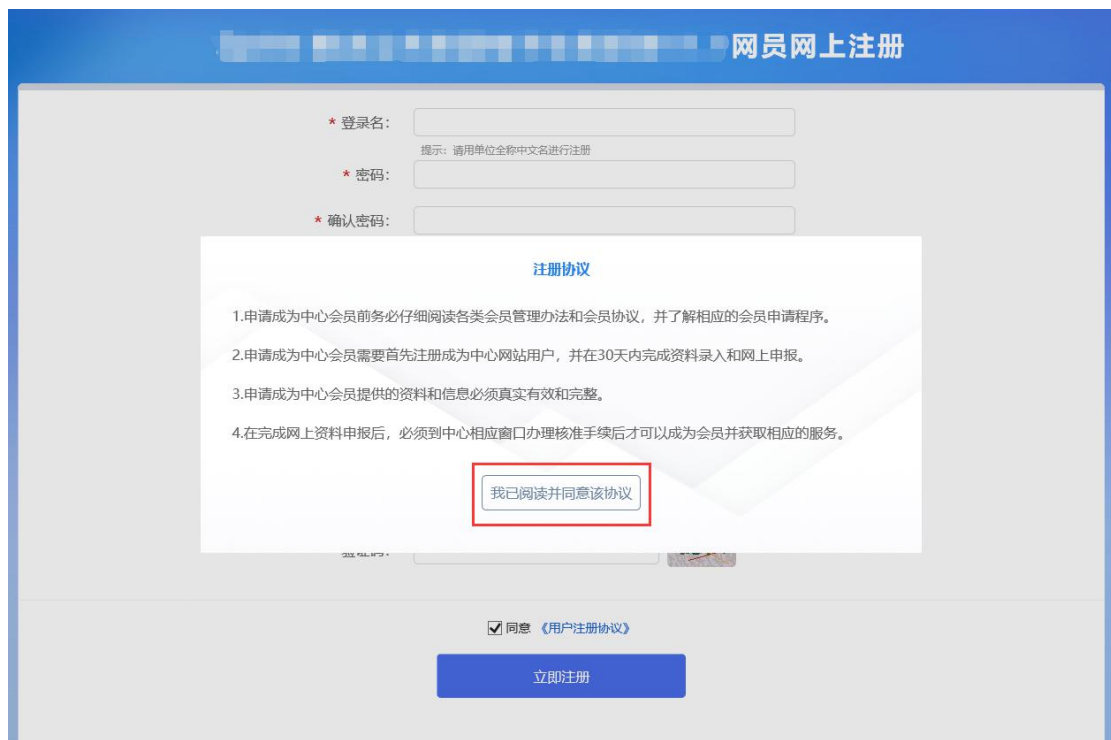 网员网上注册
* 登录名：
提示：请用单位全称中文名进行注册
* 密码：
* 确认密码：
注册协议
1.申请成为中心会员前务必仔细阅读各类会员管理办法和会员协议，并了解相应的会员申请程序。
2.申请成为中心会员需要首先注册成为中心网站用户，并在30天内完成资料录入和网上申报。
3.申请成为中心会员提供的资料和信息必须真实有效和完整。
4.在完成网上资料申报后，必须到中心相应窗口办理核准手续后才可以成为会员并获取相应的服务。
我已阅读并同意该协议
验证码：
同意 《用户注册协议》
立即注册